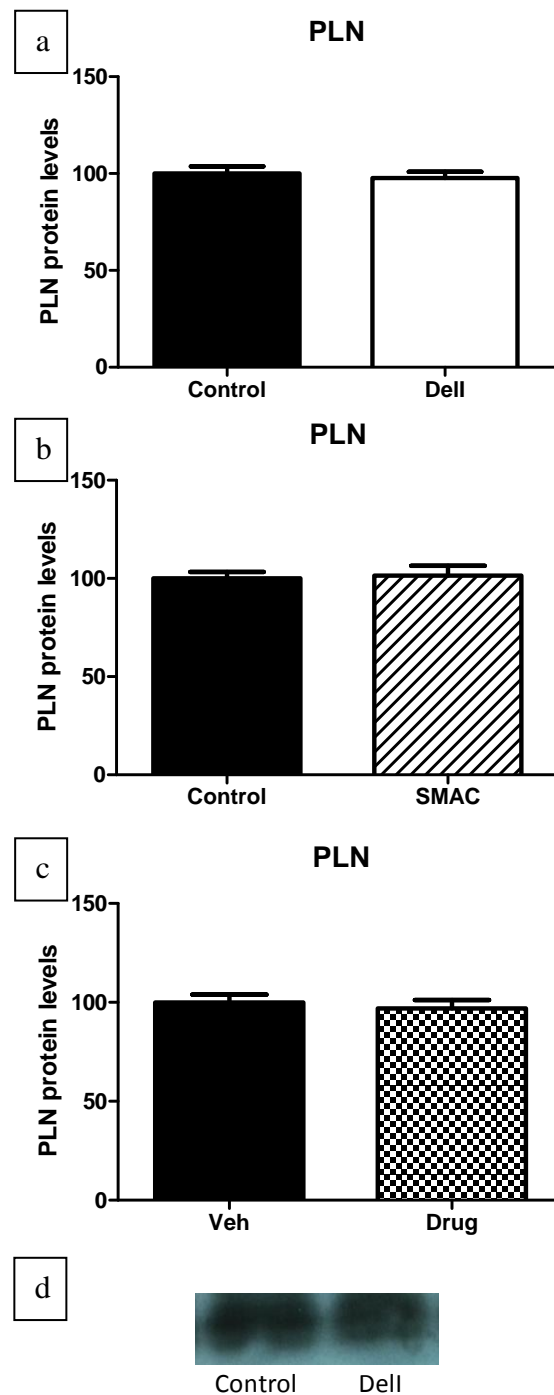 a
PLN
PLN protein levels
150
100
50
0
Control DelI
b
PLN
PLN protein levels
150
100
50
0
Control SMAC
c
PLN
PLN protein levels
150
100
50
0
Veh Drug
d
Control DelI